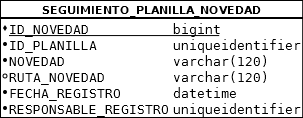 SEGUIMIENTO_PLANILLA_NOVEDAD
•ID_NOVEDAD bigint
•ID_PLANILLA uniqueidentifier
•NOVEDAD varchar(120)
○RUTA_NOVEDAD varchar(120)
•FECHA_REGISTRO datetime
•RESPONSABLE_REGISTRO uniqueidentifier